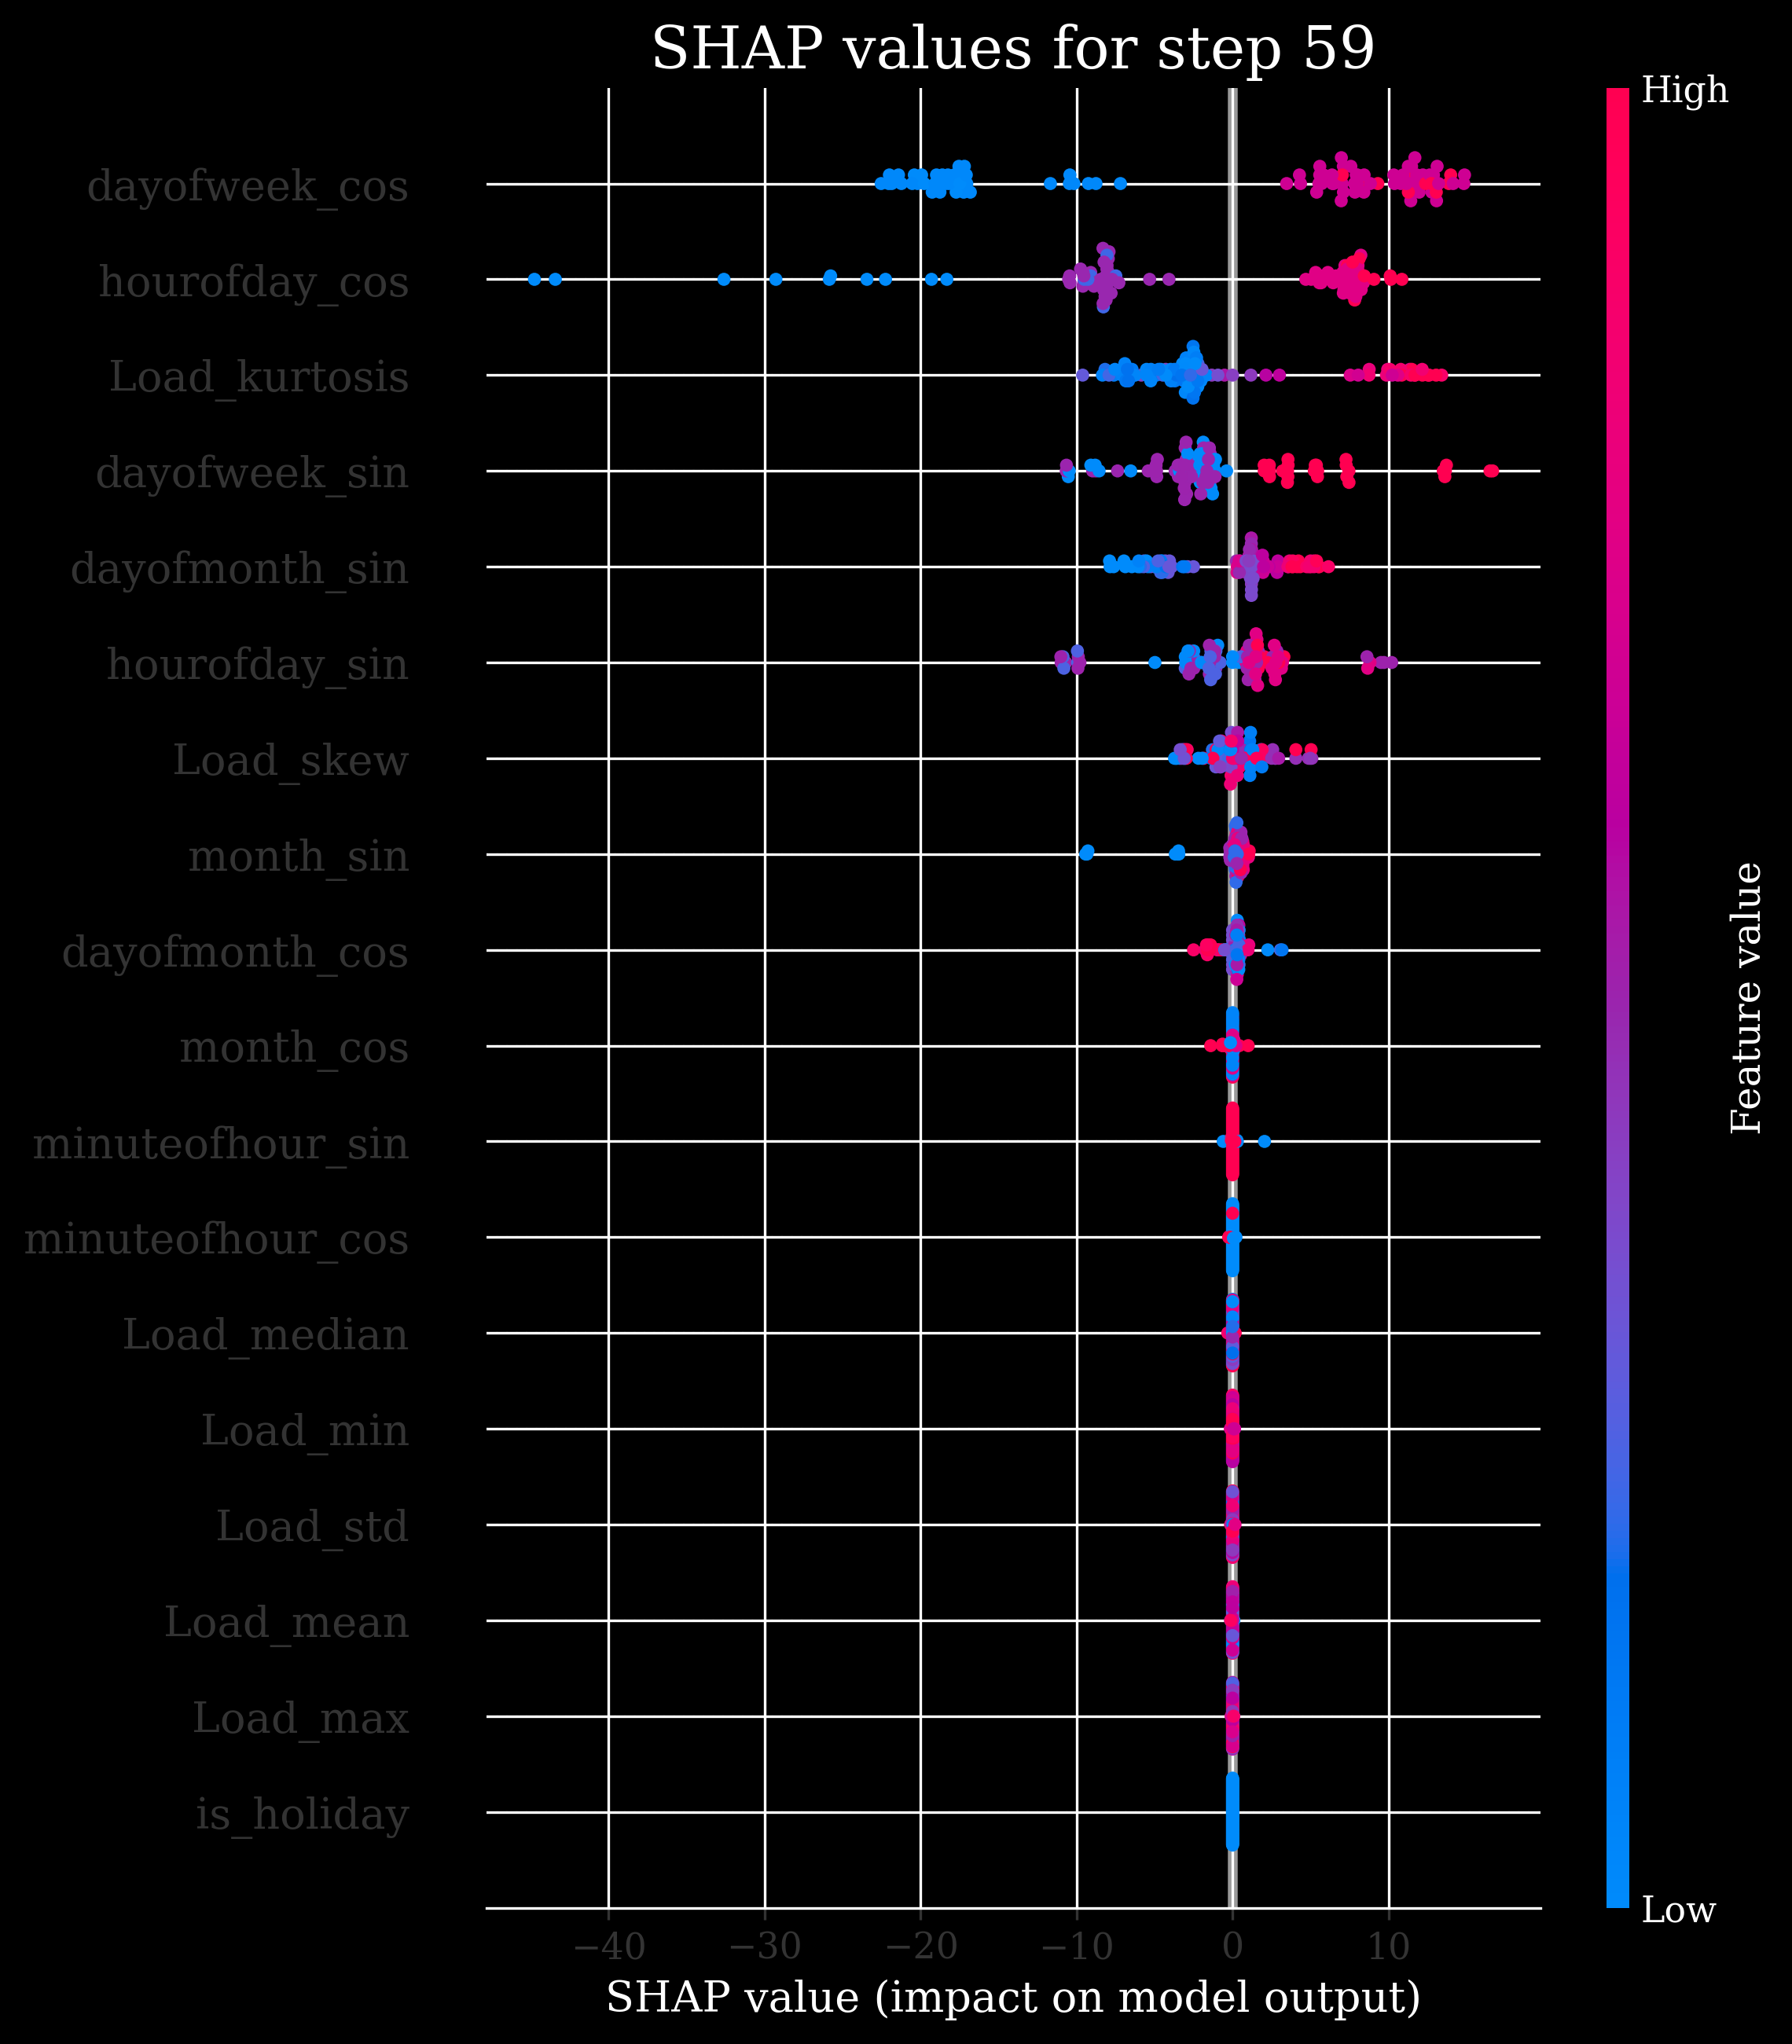 SHAP values for step 59
High
dayofweek_cos
hourofday_cos
Load_kurtosis
dayofweek_sin
dayofmonth_sin
hourofday_sin
Load_skew
month_sin
dayofmonth_cos
month_cos
minuteofhour_sin
minuteofhour_cos
Load_median
Load_min
Load_std
Load_mean
Load_max
is_holiday
Feature value
Low
−40 −30 −20 −10 0 10
SHAP value (impact on model output)